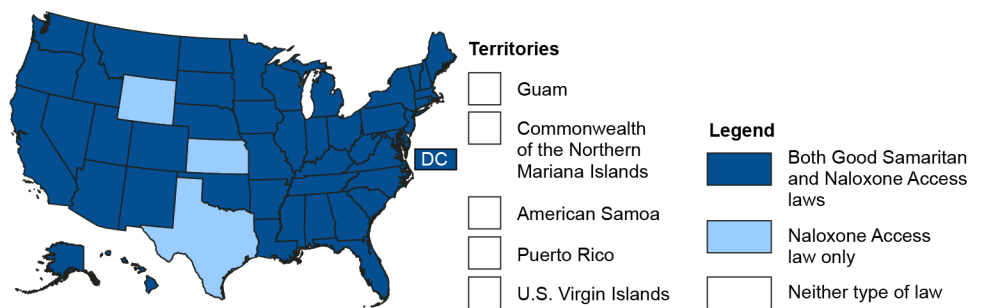 Territories
Guam
Commonwealth
of the Northern
Mariana Islands
American Samoa
Puerto Rico
U.S. Virgin Islands
DC
Legend
Both Good Samaritan
and Naloxone Access
laws
Naloxone Access
law only
Neither type of law